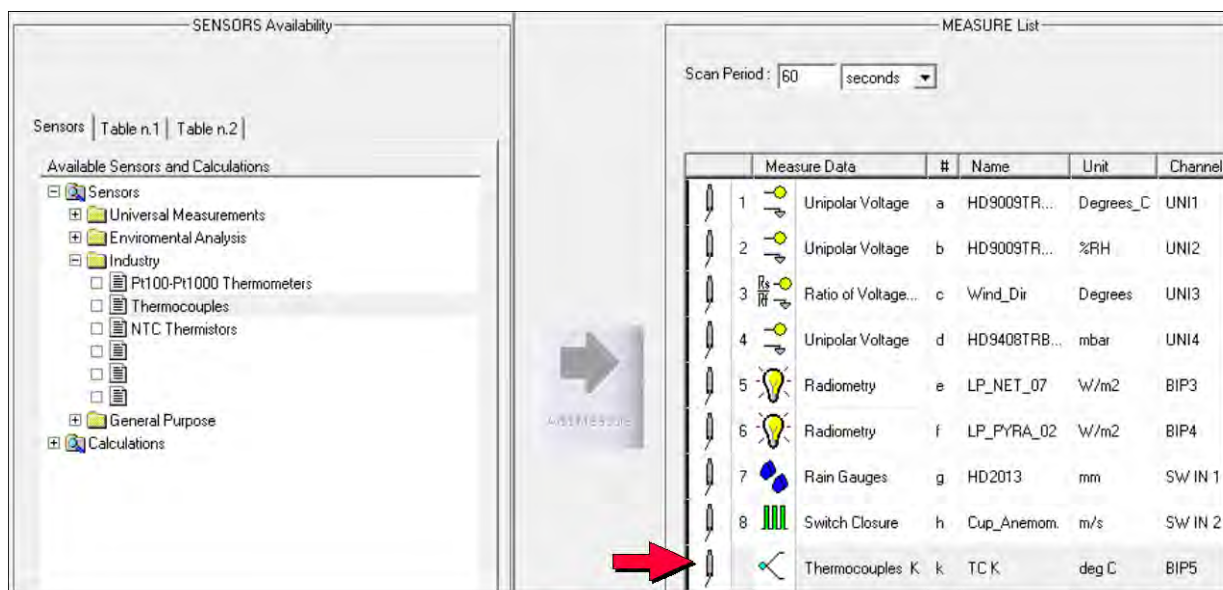 SENSORS Availability
Sensors Table n.1 Table n.2
Available Sensors and Calculations
Sensors
Universal Measurements
Enviromental Analysis
Industry
Pt100-Pt1000 Thermometers
Thermocouples
NTC Thermistors
General Purpose
Calculations
Add Measure
MEASURE List
Scan Period : 60 seconds
Measure Data # Name Unit Channel
1 Unipolar Voltage a HD9009TR... Degrees_C UNI1
2 Unipolar Voltage b HD9009TR... %RH UNI2
3 Rs Rf Ratio of Voltage... c Wind_Dir Degrees UNI3
4 Unipolar Voltage d HD9408TRB... mbar UNI4
5 Radiometry e LP_NET_07 W/m2 BIP3
6 Radiometry f LP_PYRA_02 W/m2 BIP4
7 Rain Gauges g HD2013 mm SW IN 1
8 Switch Closure h Cup_Anemom. m/s SW IN 2
Thermocouples K k TC K deg C BIP5